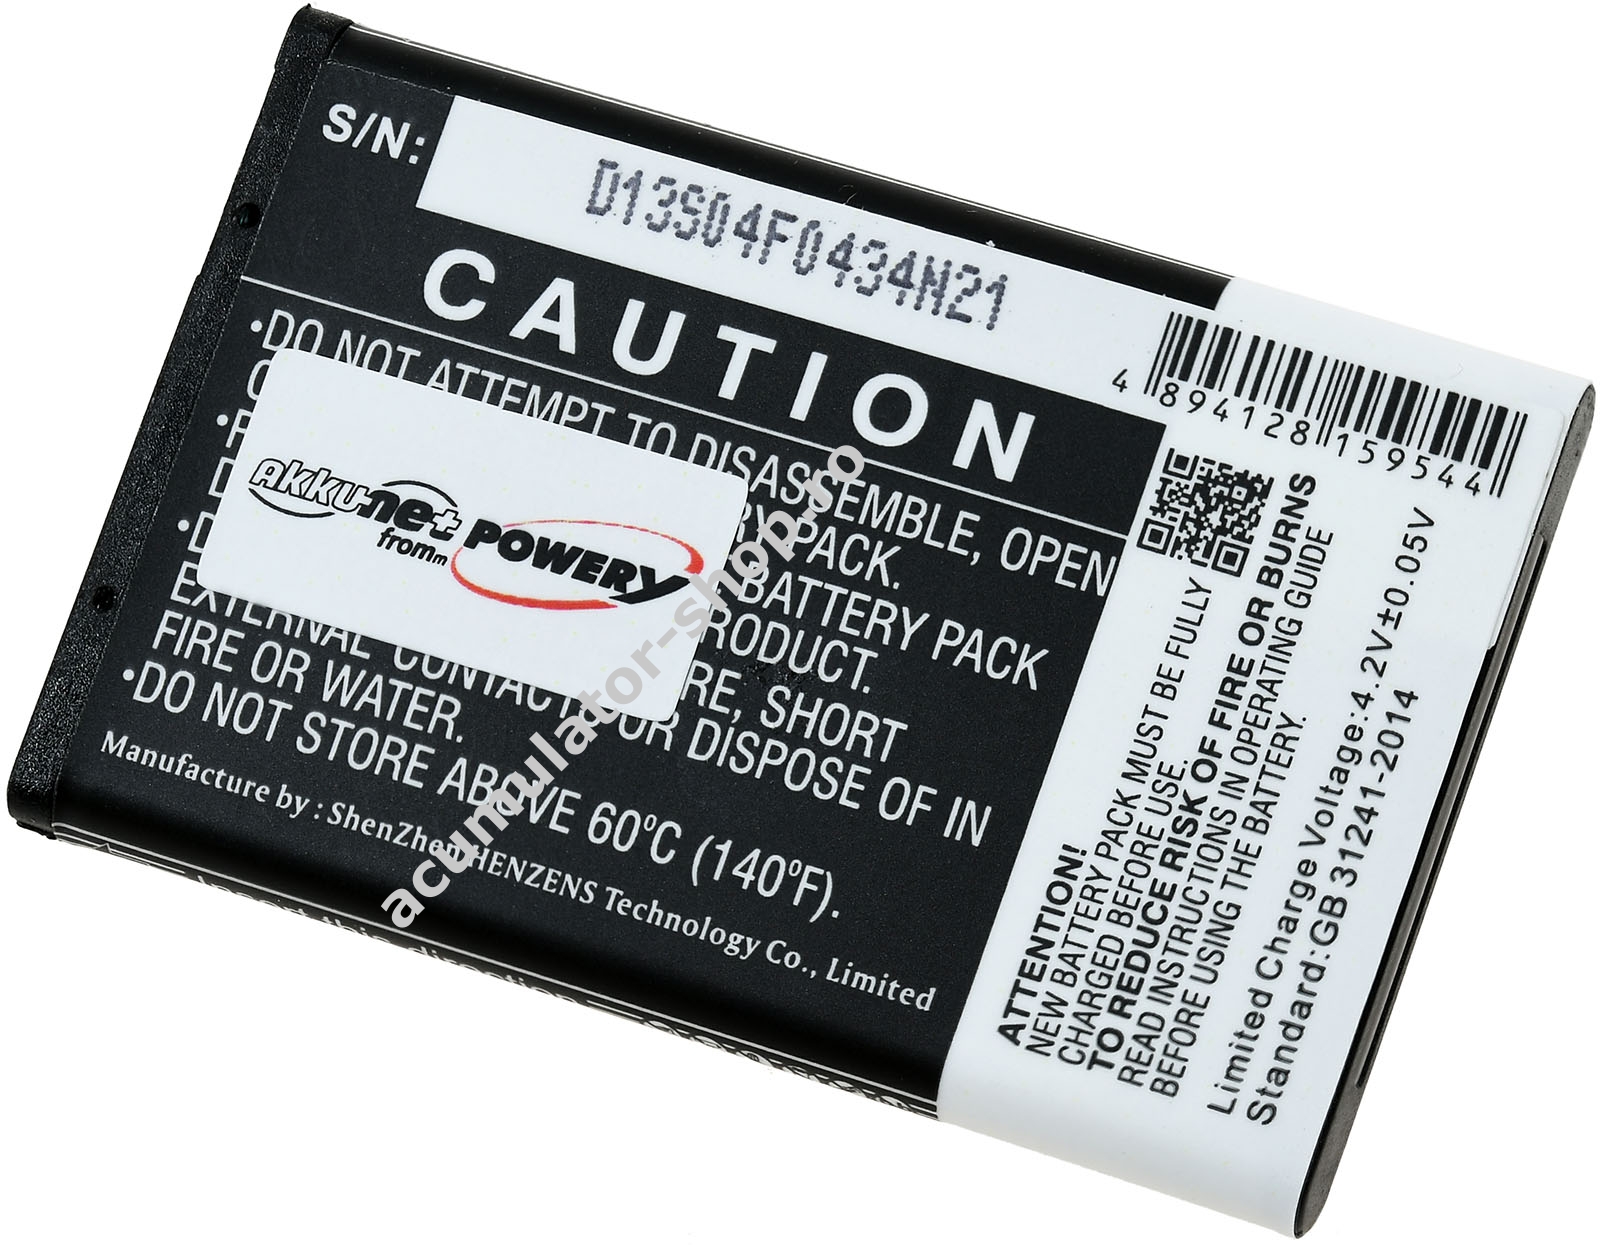 S/N:
D13S04F0434N21
CAUTION
•DO NOT ATTEMPT TO DISASSEMBLE, OPEN
PACK.
BATTERY PACK
PRODUCT.
EXTERNAL CONTACTS,
SHORT
FIRE OR WATER.
OR DISPOSE OF IN
•DO NOT STORE ABOVE 60°C (140°F).
Manufacture by : ShenZhen HENZENS Technology Co., Limited
Akku-net
fromm
POWERY
acumulator-shop.ro
4 894128 159544
ATTENTION!
NEW BATTERY PACK MUST BE FULLY
CHARGED BEFORE USE.
TO REDUCE RISK OF FIRE OR BURNS
READ INSTRUCTIONS IN OPERATING GUIDE
BEFORE USING THE BATTERY.
Limited Charge Voltage:4.2V±0.05V
Standard:GB 31241-2014